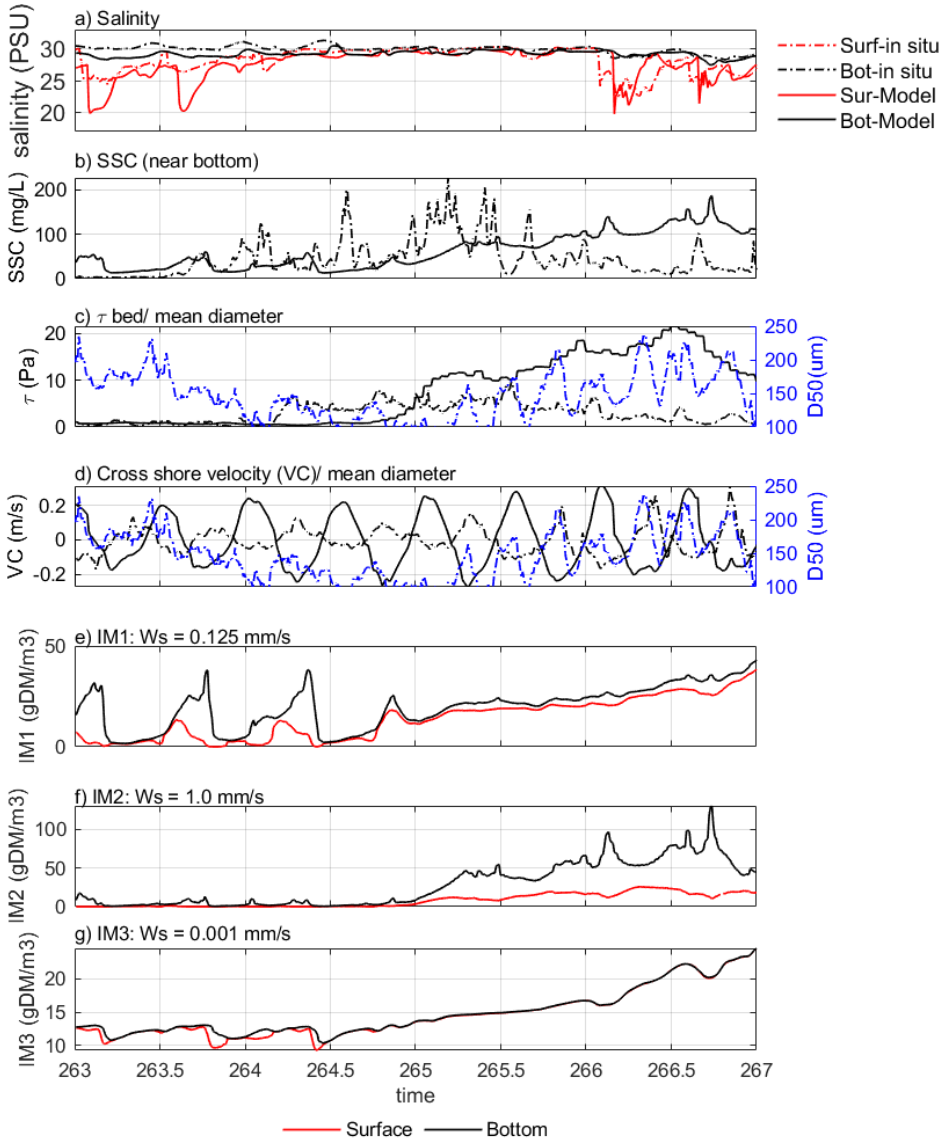 a) Salinity
salinity (PSU)
30
25
20
Surf-in situ
Bot-in situ
Sur-Model
Bot-Model
b) SSC (near bottom)
SSC (mg/L)
200
100
0
c) τ bed/ mean diameter
τ (Pa)
20
10
0
250
200
150
100
D50(um)
d) Cross shore velocity (VC)/ mean diameter
VC (m/s)
0.2
0
-0.2
250
200
150
100
D50 (um)
e) IM1: Ws = 0.125 mm/s
IM1 (gDM/m3)
50
0
f) IM2: Ws = 1.0 mm/s
IM2 (gDM/m3)
100
50
0
g) IM3: Ws = 0.001 mm/s
IM3 (gDM/m3)
20
15
10
263 263.5 264 264.5 265 265.5 266 266.5 267
time
Surface Bottom